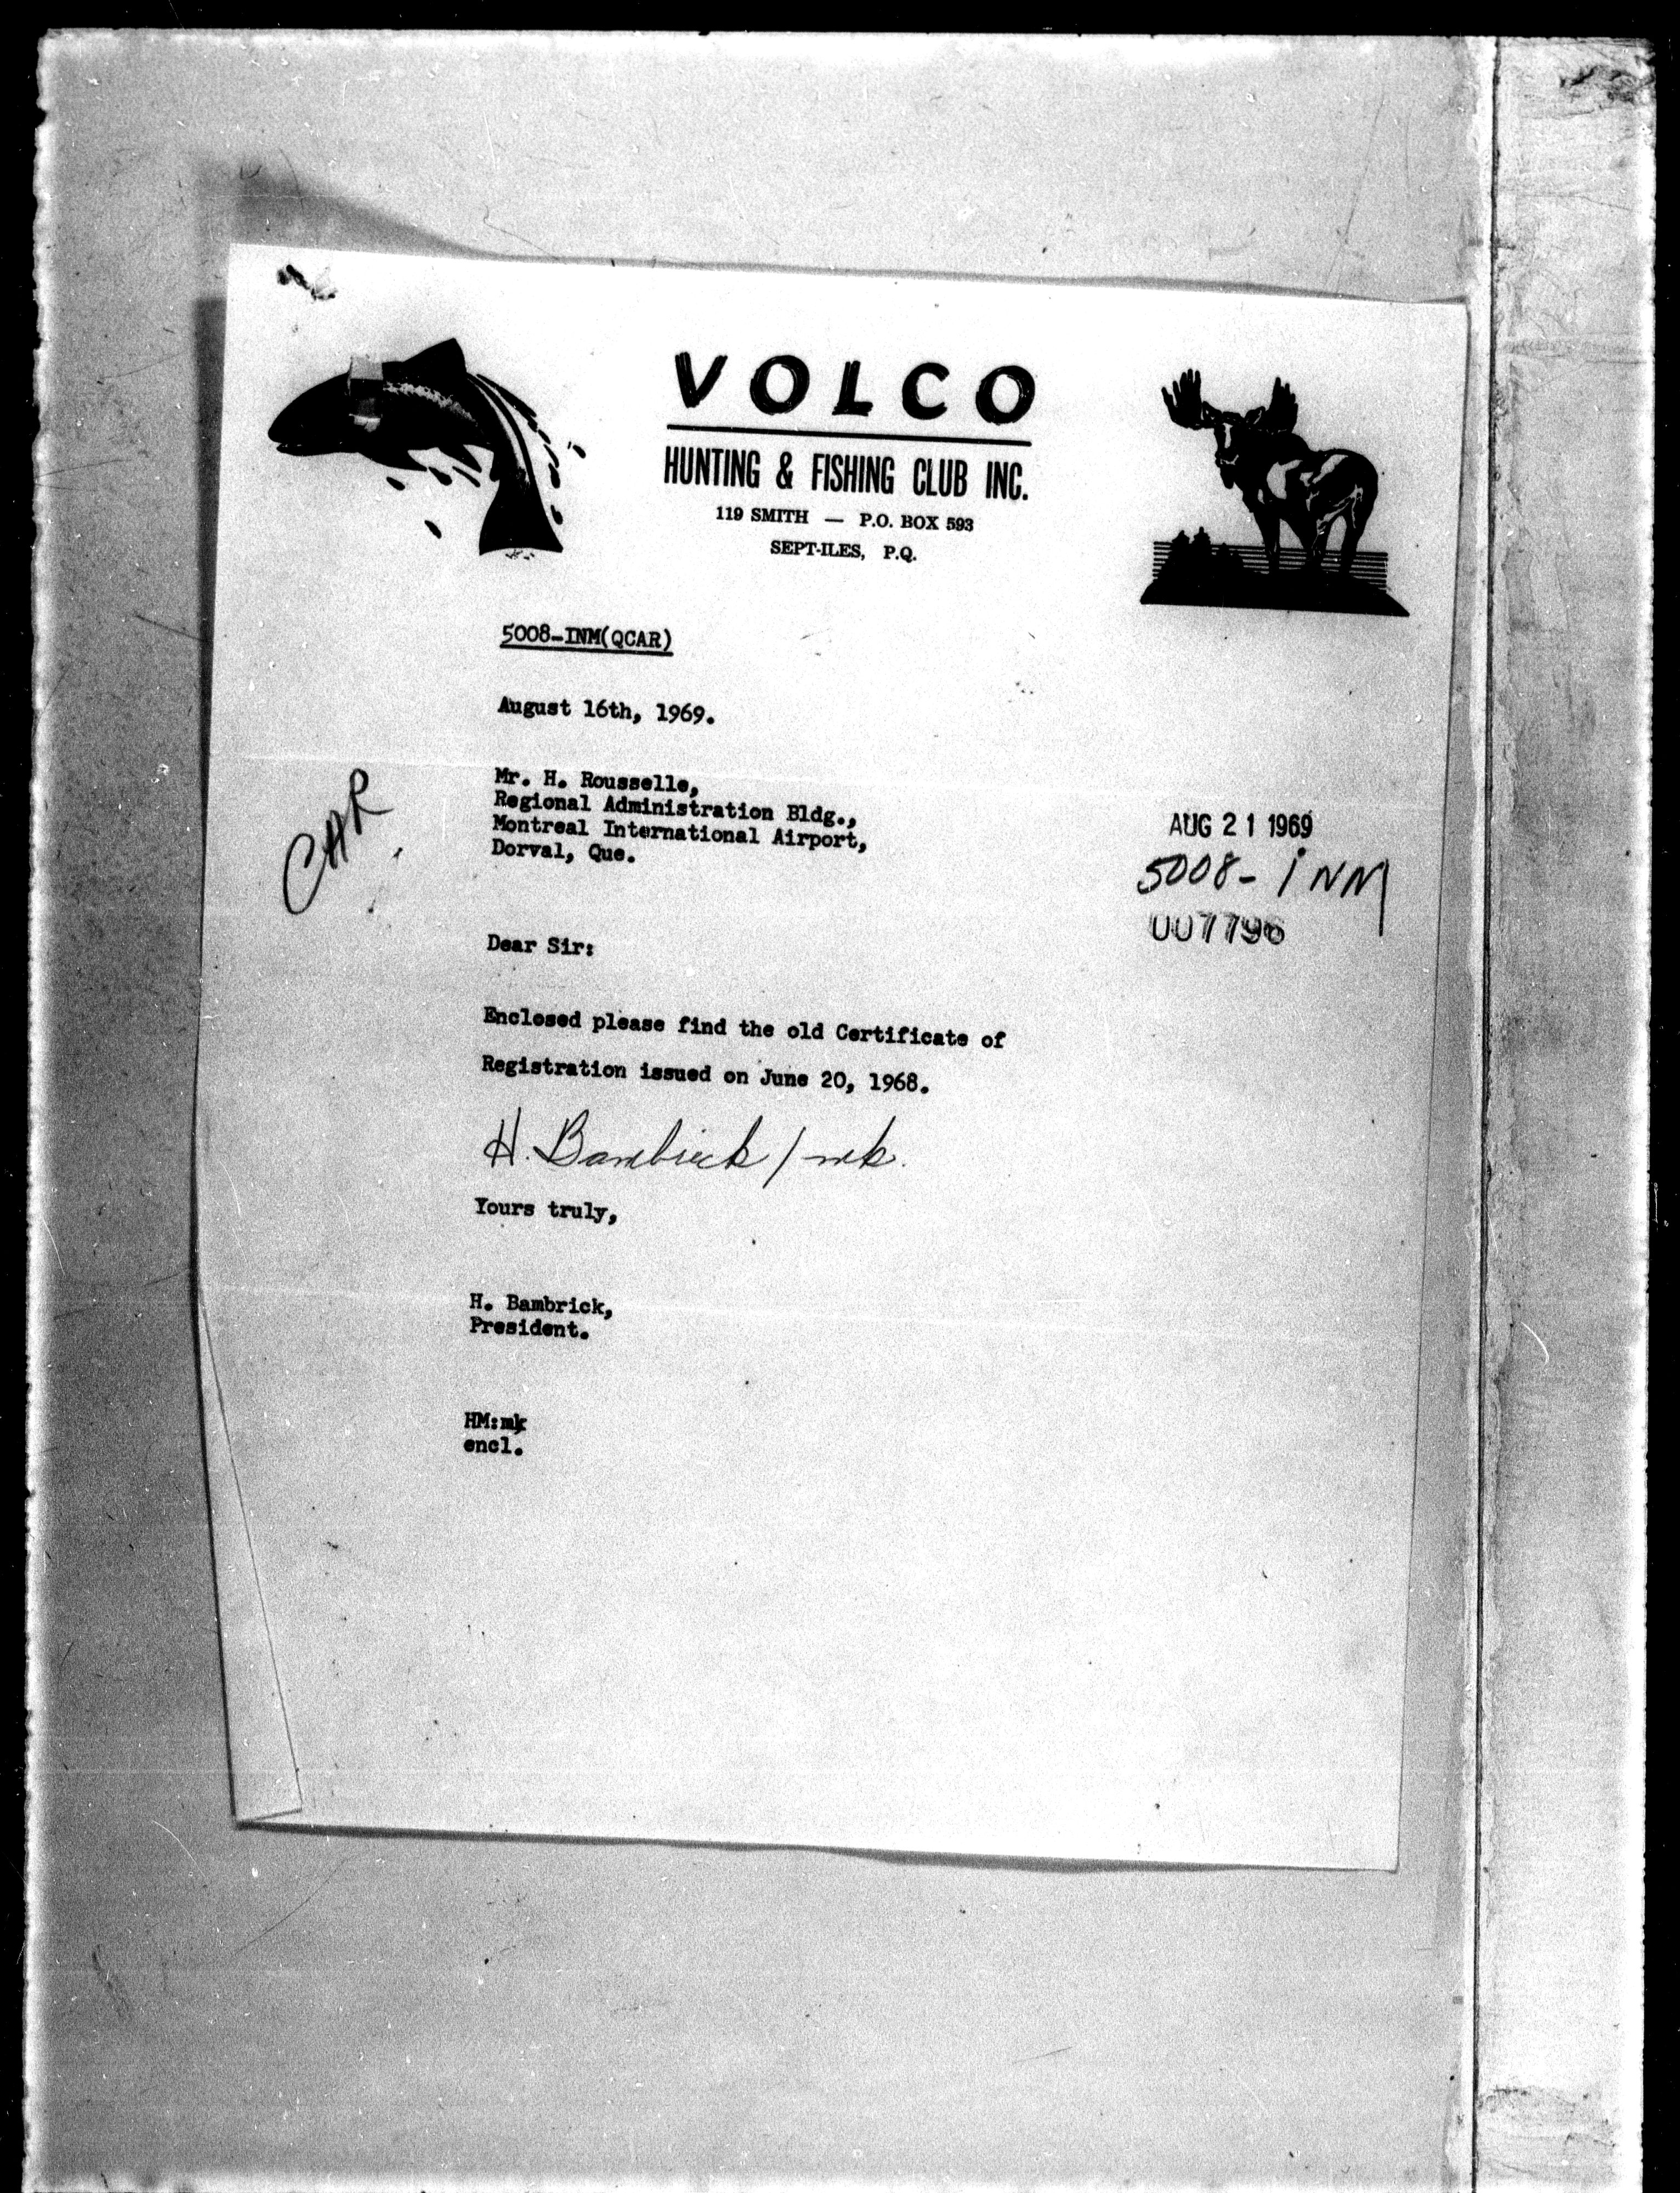 VOLCO
HUNTING & FISHING CLUB INC.
119 SMITH — P.O. BOX 593
SEPT-ILES, P.Q.
5008-INM(QCAR)
August 16th, 1969.
Mr. H. Rousselle,
Regional Administration Bldg.,
Montreal International Airport,
Dorval, Que.
CAR
AUG 21 1969
5008-INM
007796
Dear Sir:
Enclosed please find the old Certificate of
Registration issued on June 20, 1968.
H. Bambrick/mk.
Yours truly,
H. Bambrick,
President.
HM:mk
encl.